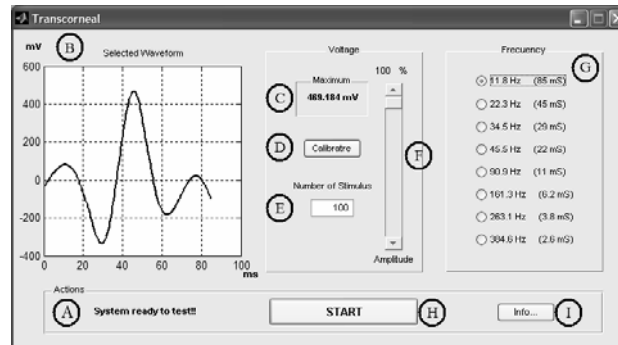 Transcorneal
mV
B
Selected Waveform
600
400
200
0
-200
-400
0
20
40
60
80
100
ms
Voltage
100 %
Maximum
C
469.184 mV
D
Calibratre
F
Number of Stimulus
E
100
Amplitude
Frecuency
G
11.8 Hz (85 mS)
22.3 Hz (45 mS)
34.5 Hz (29 mS)
45.5 Hz (22 mS)
90.9 Hz (11 mS)
161.3 Hz (6.2 mS)
263.1 Hz (3.8 mS)
384.6 Hz (2.6 mS)
Actions
A
System ready to test!!
START
H
Info...
I